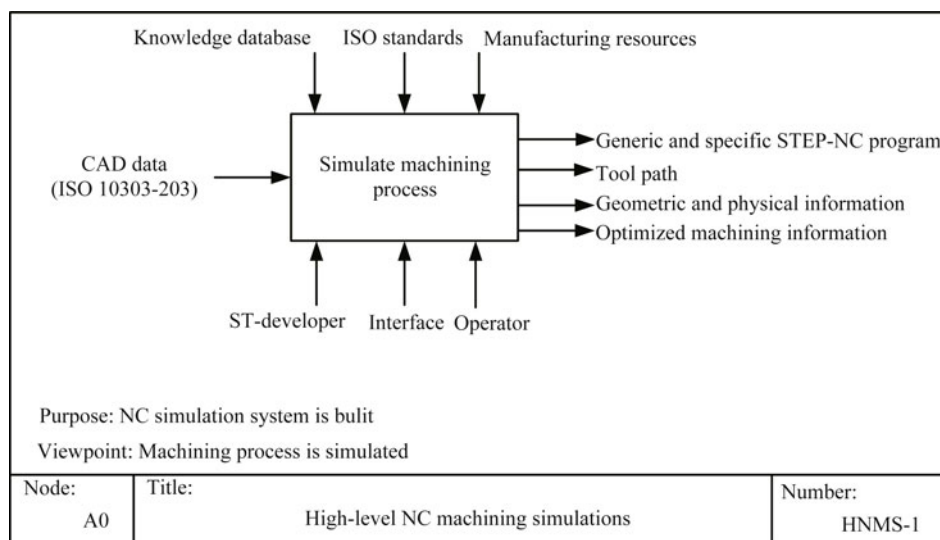 Knowledge database ISO standards Manufacturing resources
CAD data
(ISO 10303-203)
Simulate machining
process
Generic and specific STEP-NC program
Tool path
Geometric and physical information
Optimized machining information
ST-developer Interface Operator
Purpose: NC simulation system is bulit
Viewpoint: Machining process is simulated
Node:
A0
Title:
High-level NC machining simulations
Number:
HNMS-1